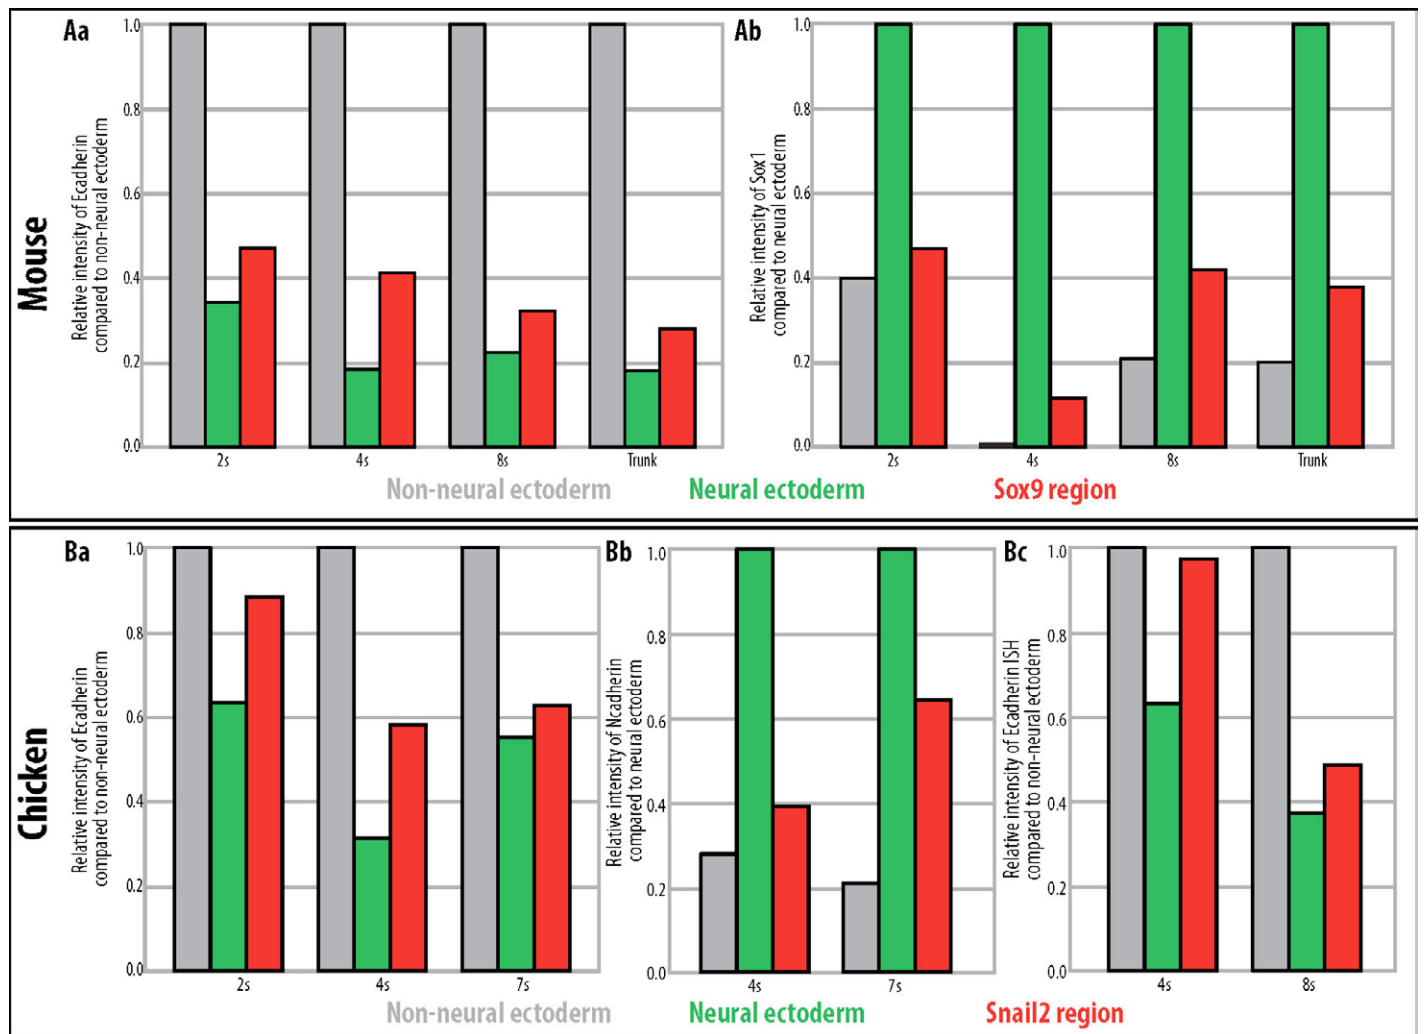 Mouse
Aa
Relative intensity of Ecadherin
compared to non-neural ectoderm
1.0
0.8
0.6
0.4
0.2
0.0
2s
4s
8s
Trunk
Ab
Relative intensity of Sox1
compared to neural ectoderm
1.0
0.8
0.6
0.4
0.2
0.0
2s
4s
8s
Trunk
Non-neural ectoderm
Neural ectoderm
Sox9 region
Chicken
Ba
Relative intensity of Ecadherin
compared to non-neural ectoderm
1.0
0.8
0.6
0.4
0.2
0.0
2s
4s
7s
Bb
Relative intensity of Ncadherin
compared to neural ectoderm
1.0
0.8
0.6
0.4
0.2
0.0
4s
7s
Bc
Relative intensity of Ecadherin ISH
compared to non-neural ectoderm
1.0
0.8
0.6
0.4
0.2
0.0
4s
8s
Non-neural ectoderm
Neural ectoderm
Snail2 region